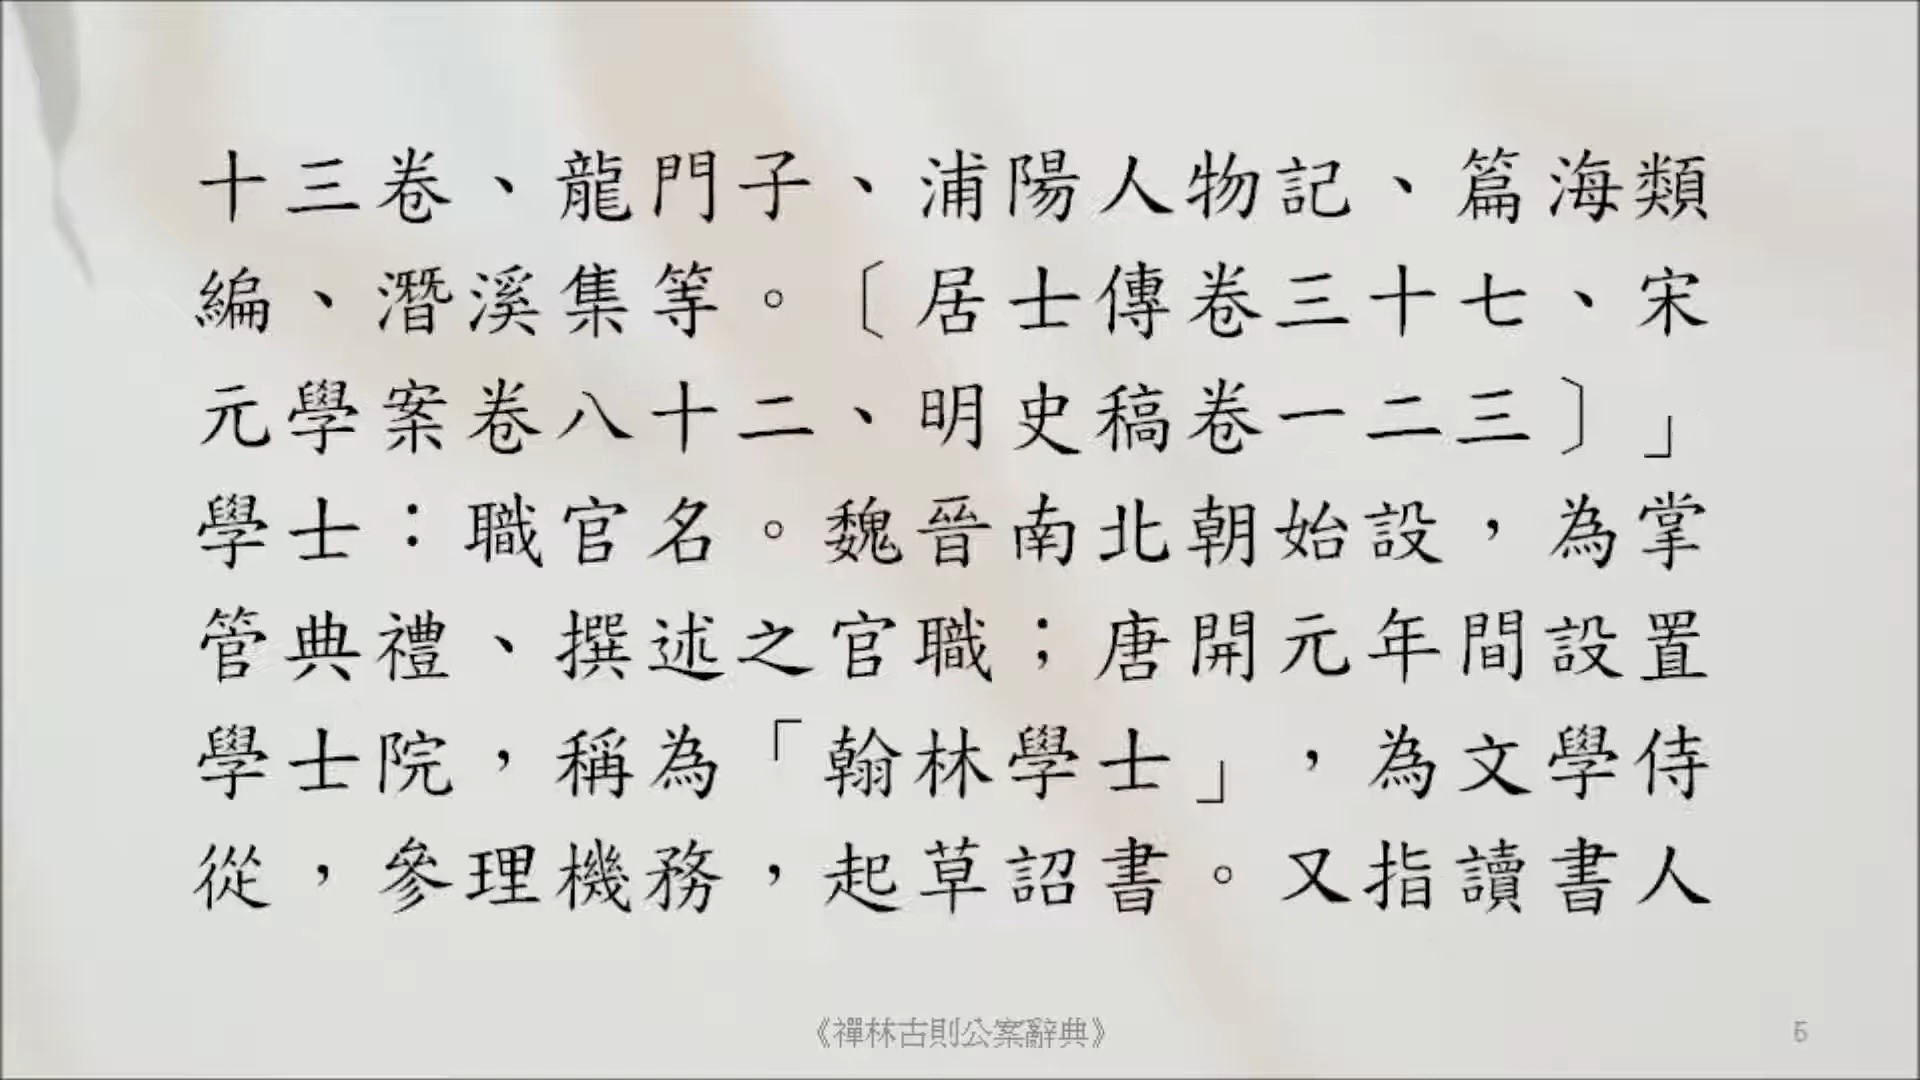 十三卷、龍門子、浦陽人物記、篇海類
編、潛溪集等。〔居士傳卷三十七、宋
元學案卷八十二、明史稿卷一二三〕」
學士：職官名。魏晉南北朝始設，為掌
管典禮、撰述之官職；唐開元年間設置
學士院，稱為「翰林學士」，為文學侍
從，參理機務，起草詔書。又指讀書人
《禪林古則公案辭典》
5